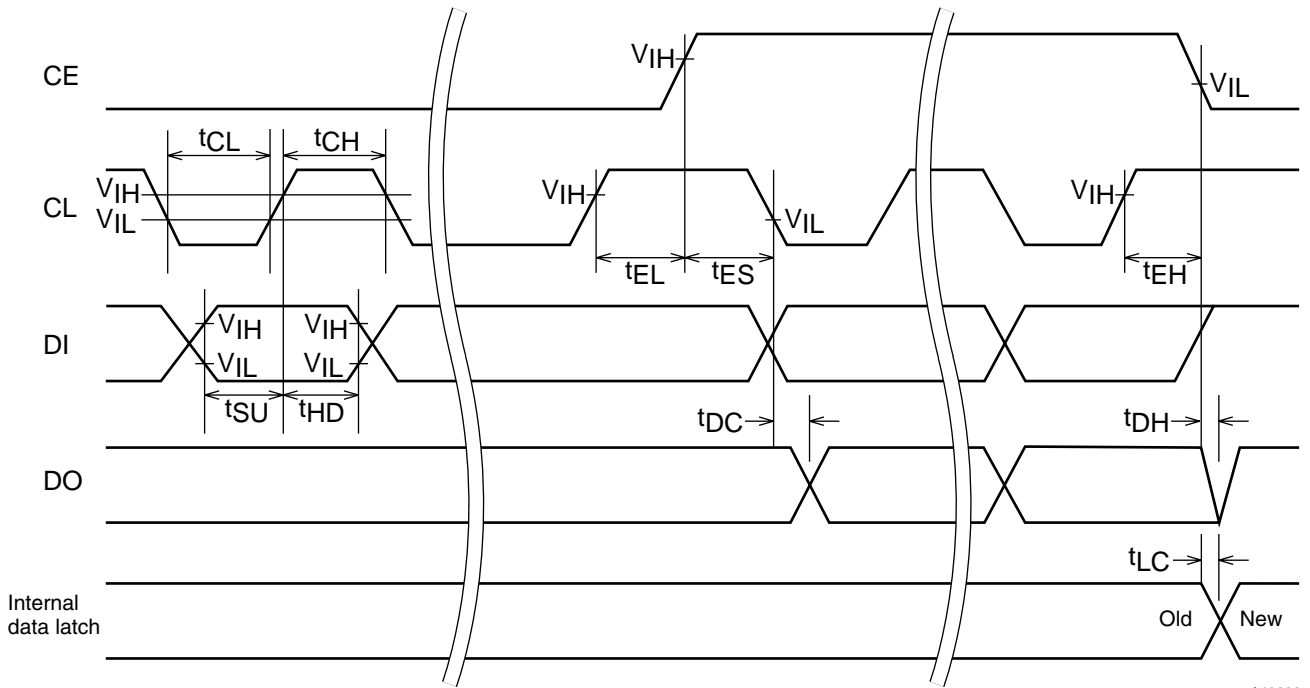 CE
VIH
VIL
tCL
tCH
VIH
VIL
CL
VIH
VIL
VIH
tEL
tES
tEH
DI
VIH
VIH
VIL
VIL
tSU
tHD
tDC
tDH
DO
tLC
Internal
data latch
Old
New